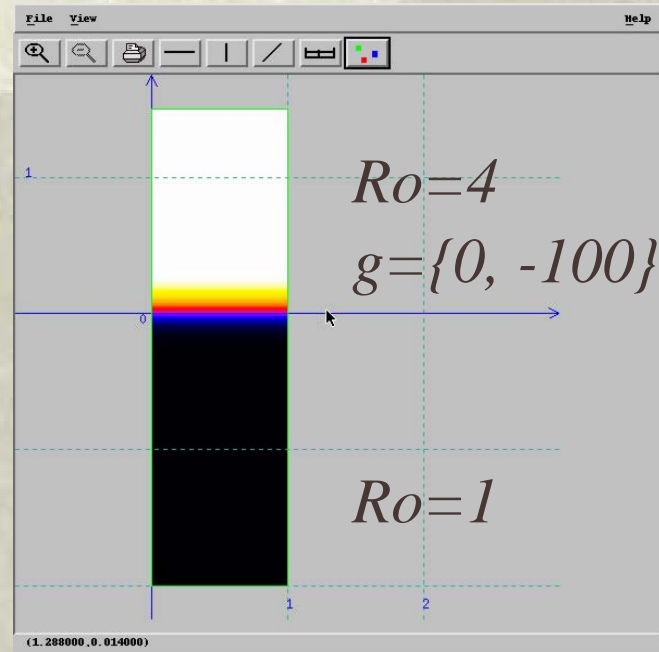 File View Help
1
Ro=4
g={0, -100}
0
Ro=1
1 2
(1.288000,0.014000)